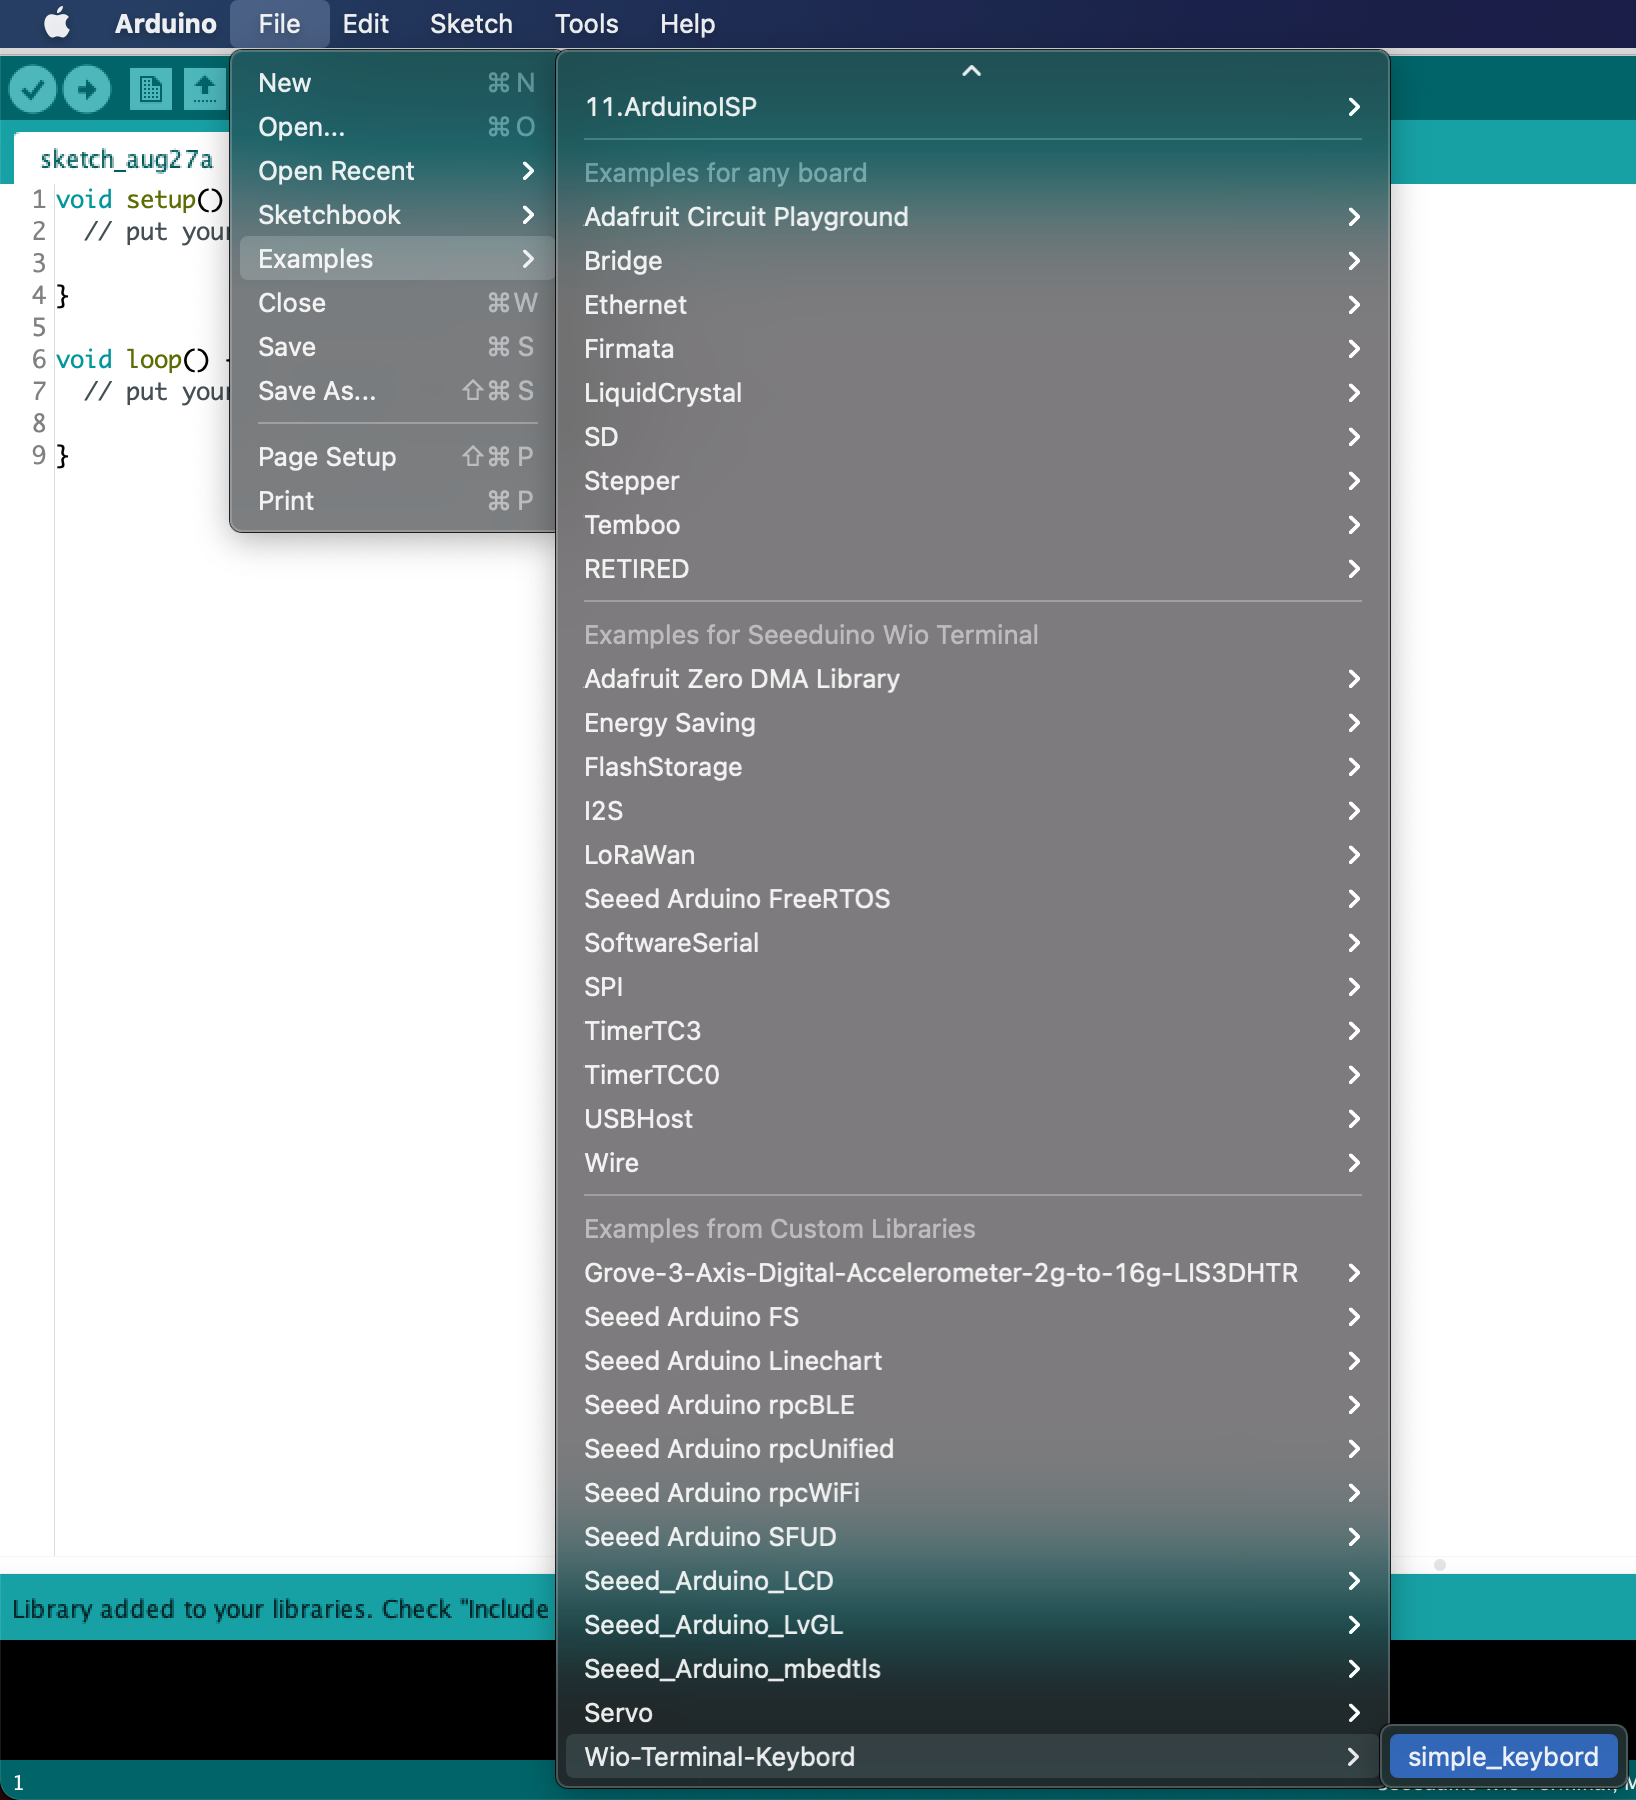 Arduino File Edit Sketch Tools Help
sketch_aug27a
1 void setup()
2 // put your
3
4 }
5
6 void loop()
7 // put your
8
9 }
New ⌘ N
Open... ⌘ O
Open Recent
Sketchbook
Examples
Close ⌘ W
Save ⌘ S
Save As... ⇧⌘ S
Page Setup ⇧⌘ P
Print ⌘ P
11.ArduinoISP
Examples for any board
Adafruit Circuit Playground
Bridge
Ethernet
Firmata
LiquidCrystal
SD
Stepper
Temboo
RETIRED
Examples for Seeeduino Wio Terminal
Adafruit Zero DMA Library
Energy Saving
FlashStorage
I2S
LoRaWan
Seeed Arduino FreeRTOS
SoftwareSerial
SPI
TimerTC3
TimerTCC0
USBHost
Wire
Examples from Custom Libraries
Grove-3-Axis-Digital-Accelerometer-2g-to-16g-LIS3DHTR
Seeed Arduino FS
Seeed Arduino Linechart
Seeed Arduino rpcBLE
Seeed Arduino rpcUnified
Seeed Arduino rpcWiFi
Seeed Arduino SFUD
Seeed_Arduino_LCD
Seeed_Arduino_LvGL
Seeed_Arduino_mbedtls
Servo
Wio-Terminal-Keybord
simple_keybord
Library added to your libraries. Check "Include
1